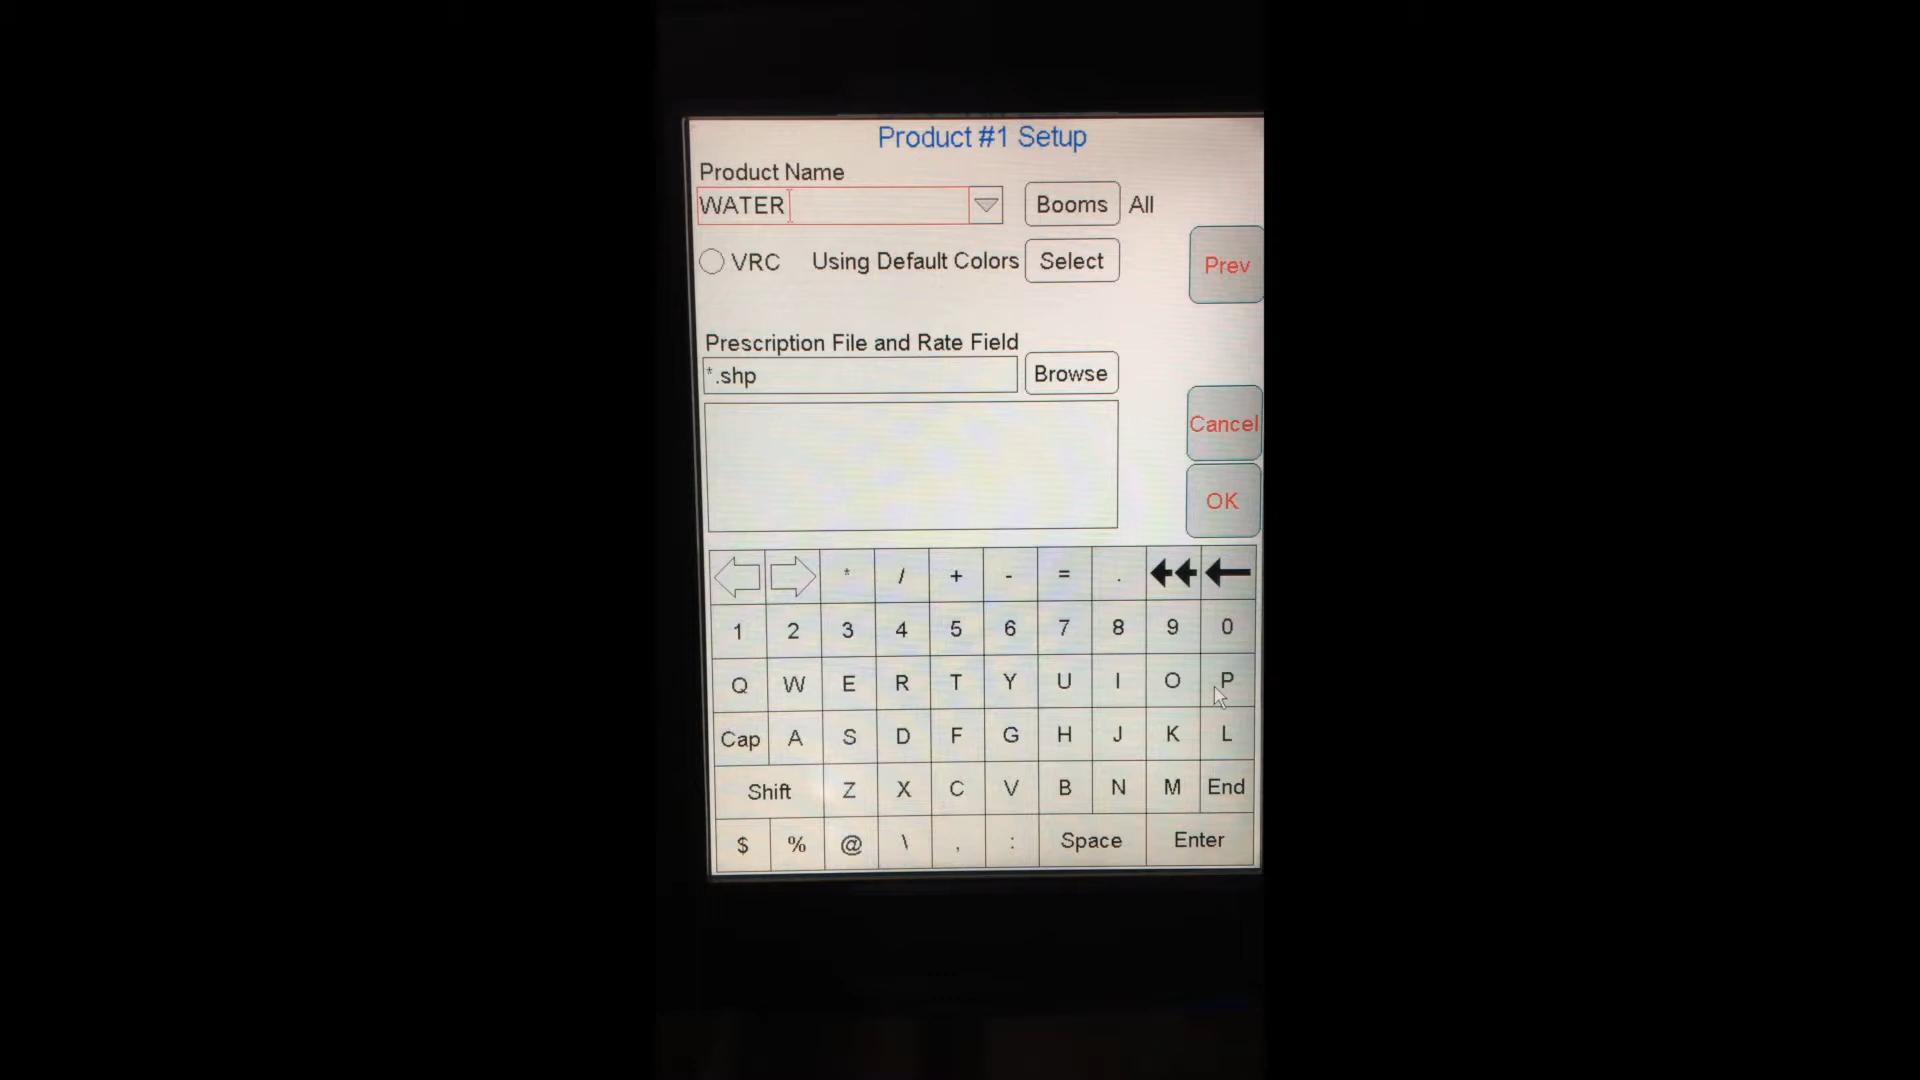 Product #1 Setup
Product Name
WATER
Booms All
VRC Using Default Colors Select
Prev
Prescription File and Rate Field
*.shp Browse
Cancel
OK
* / + - = .
1 2 3 4 5 6 7 8 9 0
Q W E R T Y U I O P
Cap A S D F G H J K L
Shift Z X C V B N M End
$ % @ \ , : Space Enter